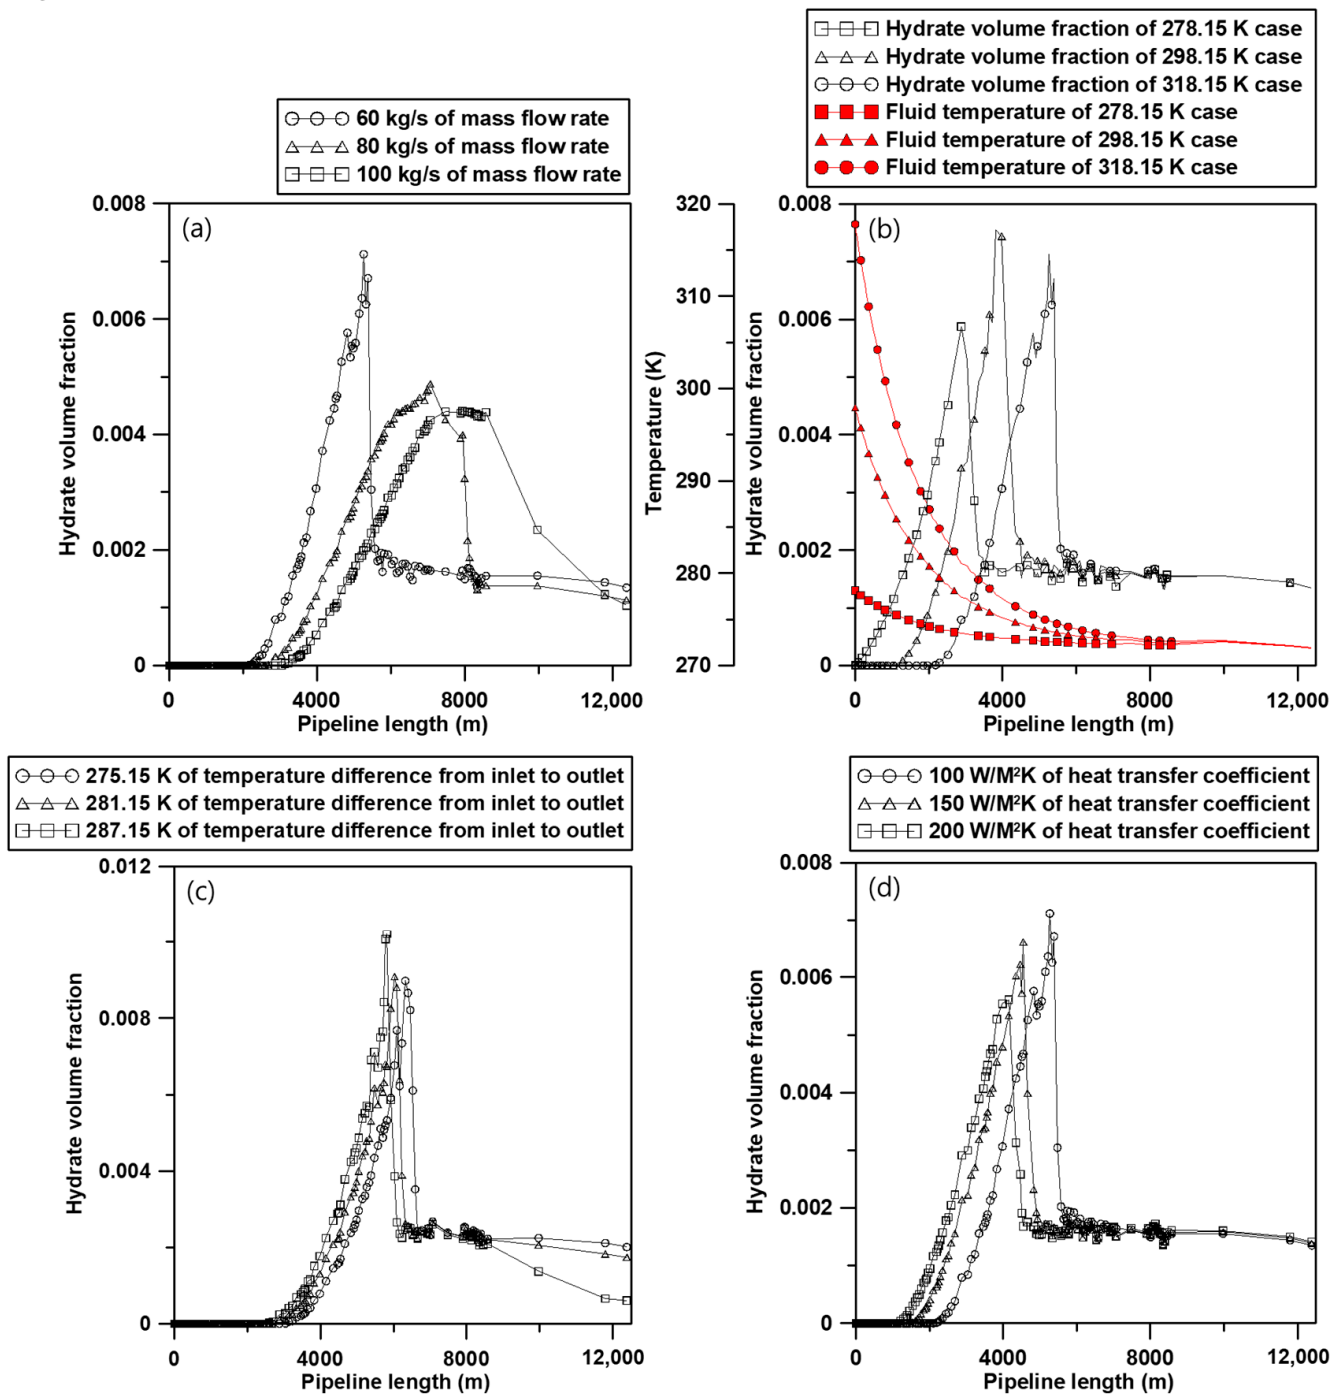 60 kg/s of mass flow rate
80 kg/s of mass flow rate
100 kg/s of mass flow rate
(a)
0.008
0.006
0.004
0.002
0
Hydrate volume fraction
0
4000
8000
12,000
Pipeline length (m)
Hydrate volume fraction of 278.15 K case
Hydrate volume fraction of 298.15 K case
Hydrate volume fraction of 318.15 K case
Fluid temperature of 278.15 K case
Fluid temperature of 298.15 K case
Fluid temperature of 318.15 K case
(b)
320
310
300
290
280
270
Temperature (K)
0.008
0.006
0.004
0.002
0
Hydrate volume fraction
0
4000
8000
12,000
Pipeline length (m)
275.15 K of temperature difference from inlet to outlet
281.15 K of temperature difference from inlet to outlet
287.15 K of temperature difference from inlet to outlet
(c)
0.012
0.008
0.004
0
Hydrate volume fraction
0
4000
8000
12,000
Pipeline length (m)
100 W/M²K of heat transfer coefficient
150 W/M²K of heat transfer coefficient
200 W/M²K of heat transfer coefficient
(d)
0.008
0.006
0.004
0.002
0
Hydrate volume fraction
0
4000
8000
12,000
Pipeline length (m)